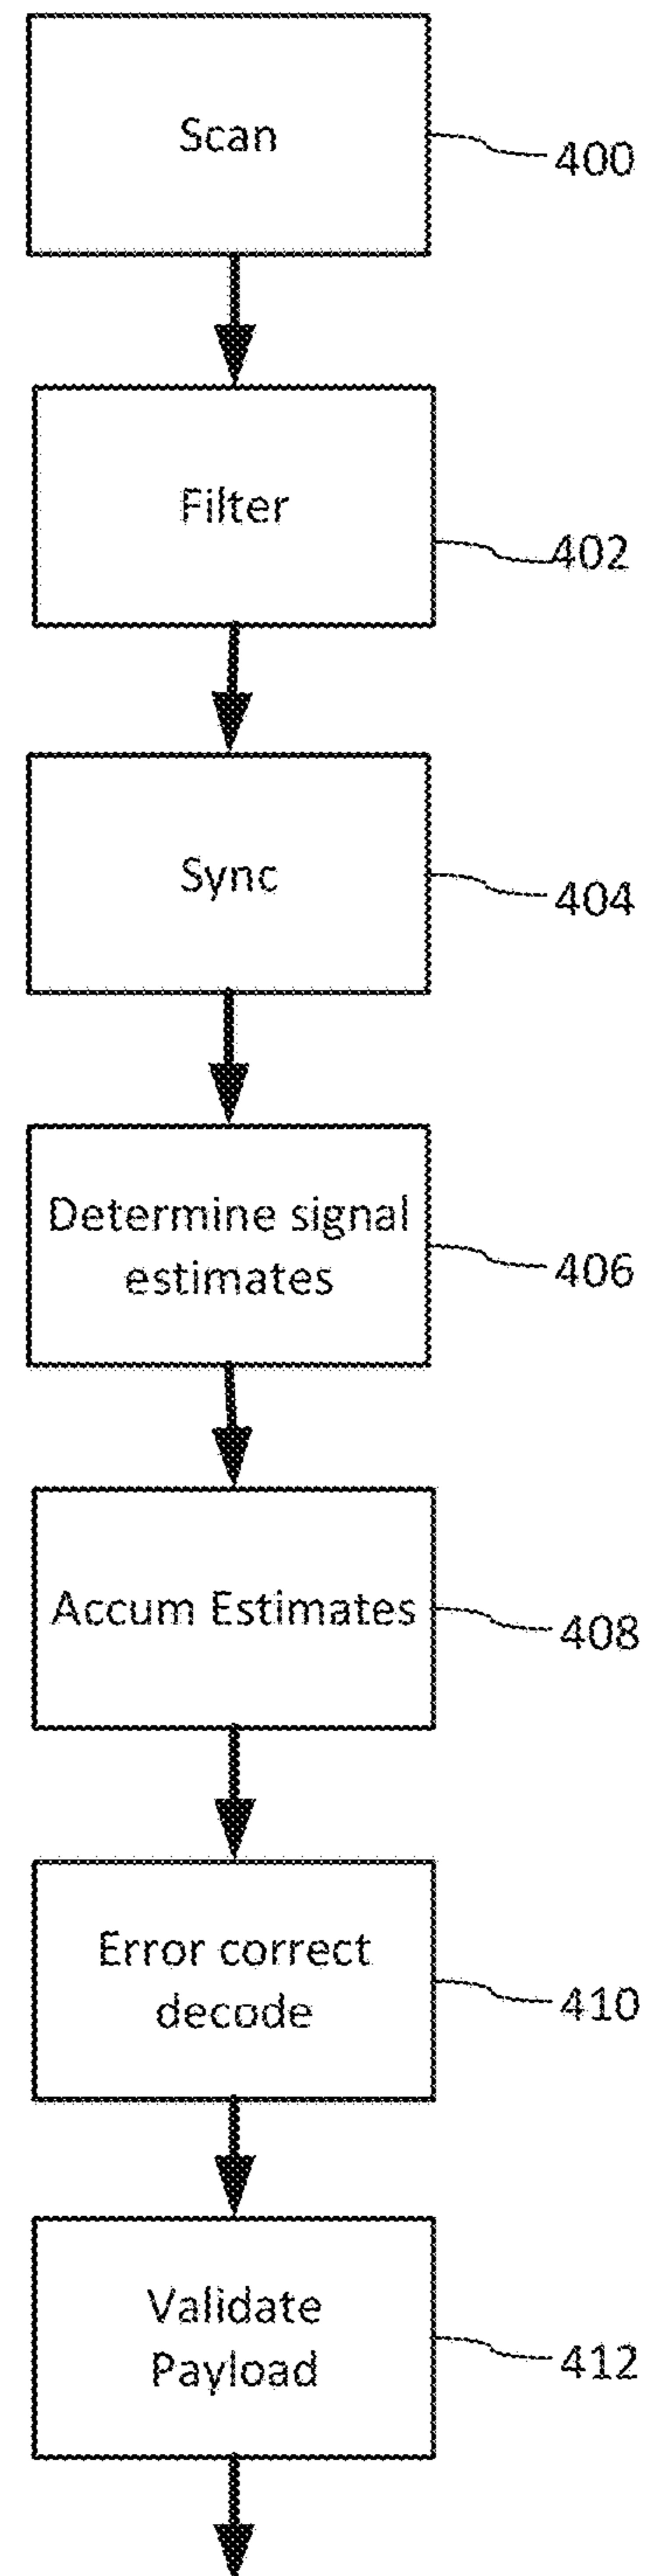 Scan
400
Filter
402
Sync
404
Determine signal
estimates
406
Accum Estimates
408
Error correct
decode
410
Validate
Payload
412